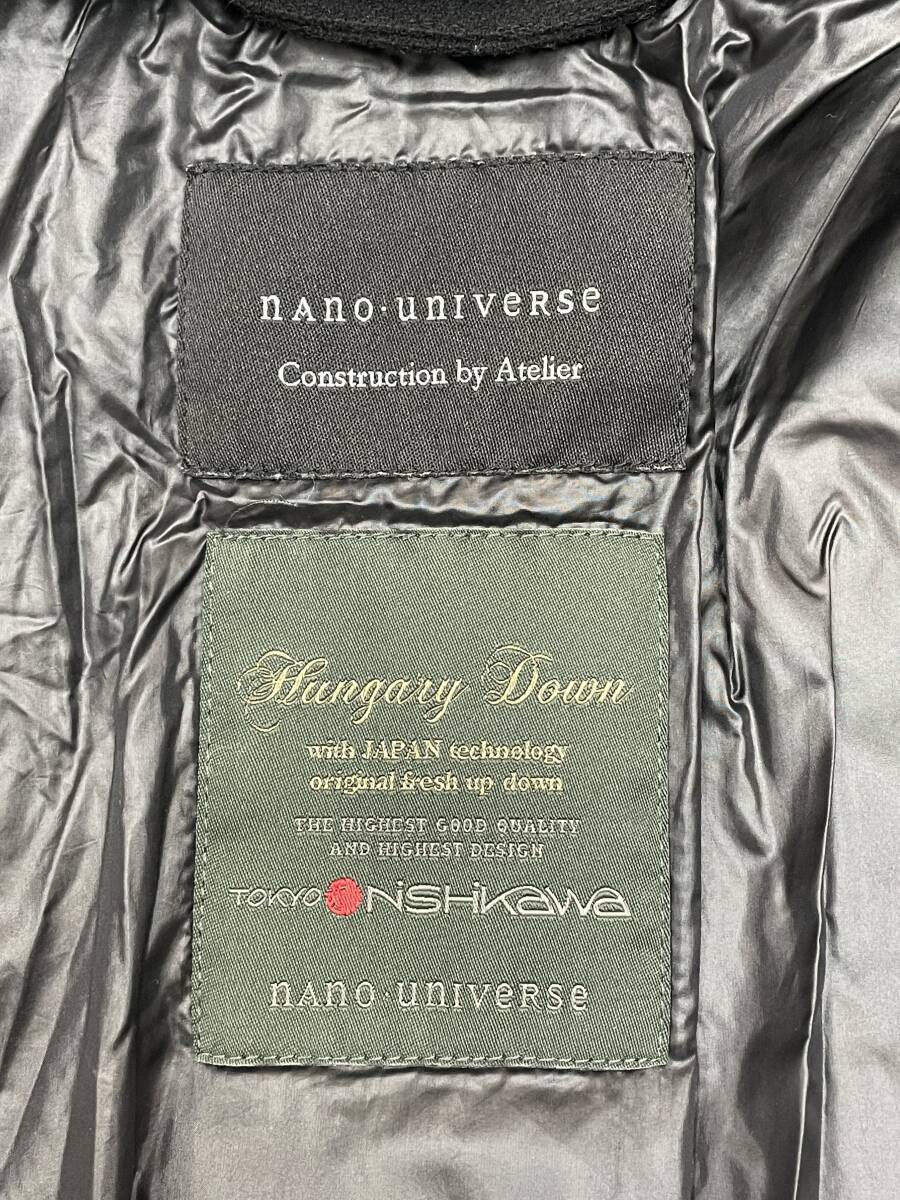 nAno·unIVeRSe
Construction by Atelier
Hungary Down
with JAPAN technology
original fresh up down
THE HIGHEST GOOD QUALITY
AND HIGHEST DESIGN
TOKYO NiSHiKaWa
nAno·unIVeRSe